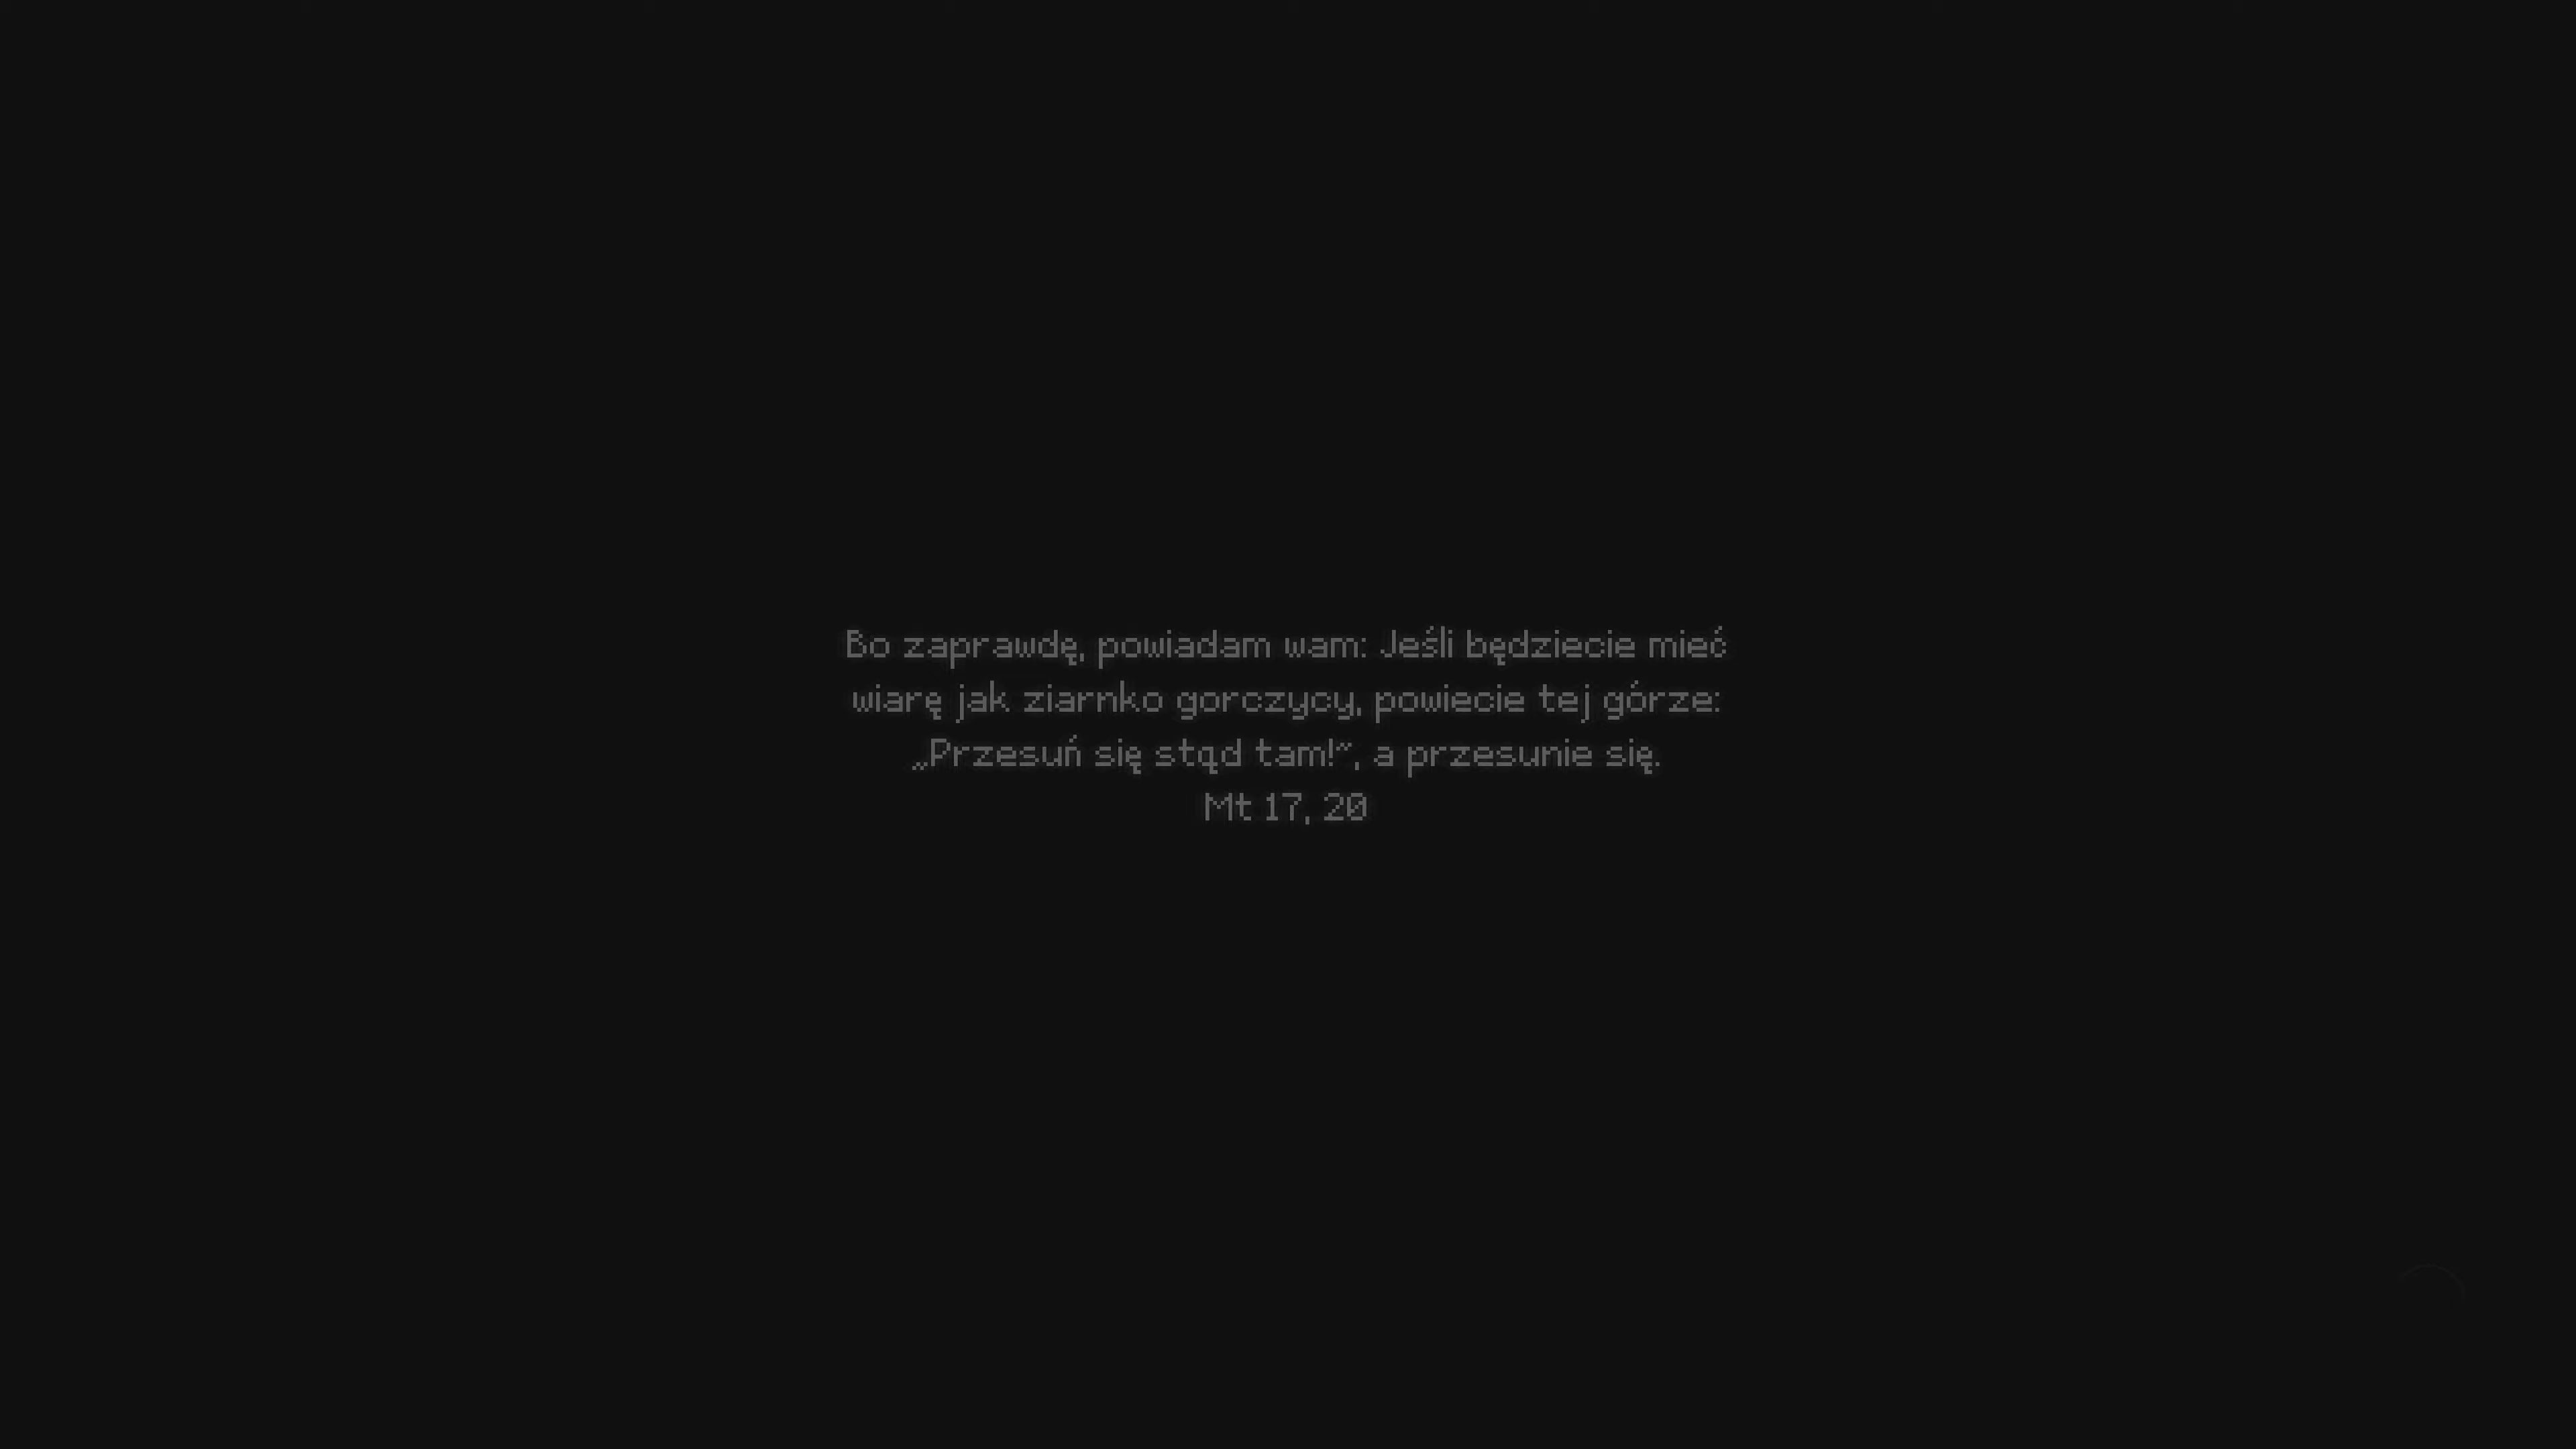 Bo zaprawdę, powiadam wam: Jeśli będziecie mieć
wiarę jak ziarnko gorczycy, powiecie tej górze:
„Przesuń się stąd tam!”, a przesunie się.
Mt 17, 20